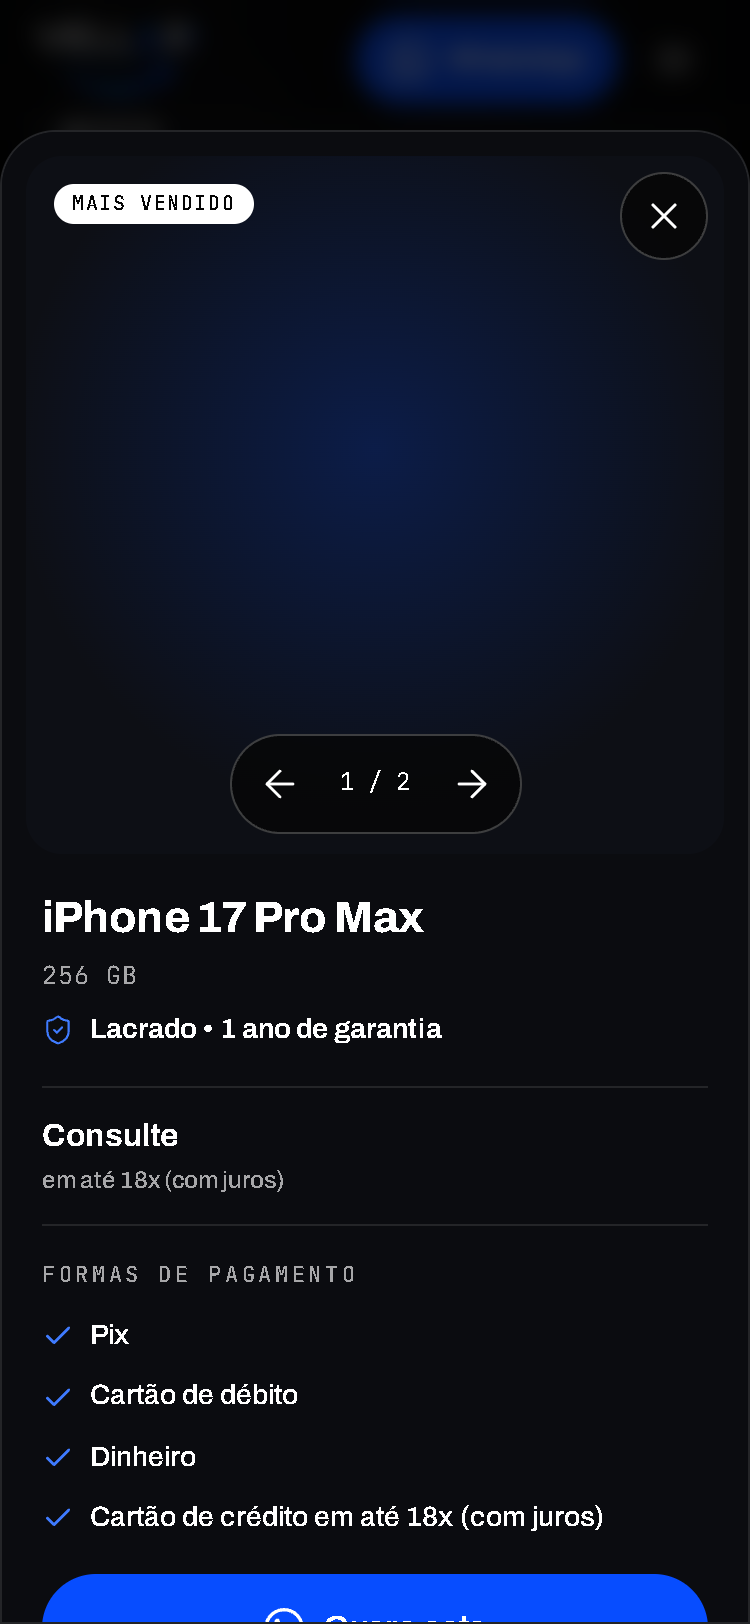 MAIS VENDIDO
1 / 2
iPhone 17 Pro Max
256 GB
Lacrado • 1 ano de garantia
Consulte
em até 18x (com juros)
FORMAS DE PAGAMENTO
Pix
Cartão de débito
Dinheiro
Cartão de crédito em até 18x (com juros)